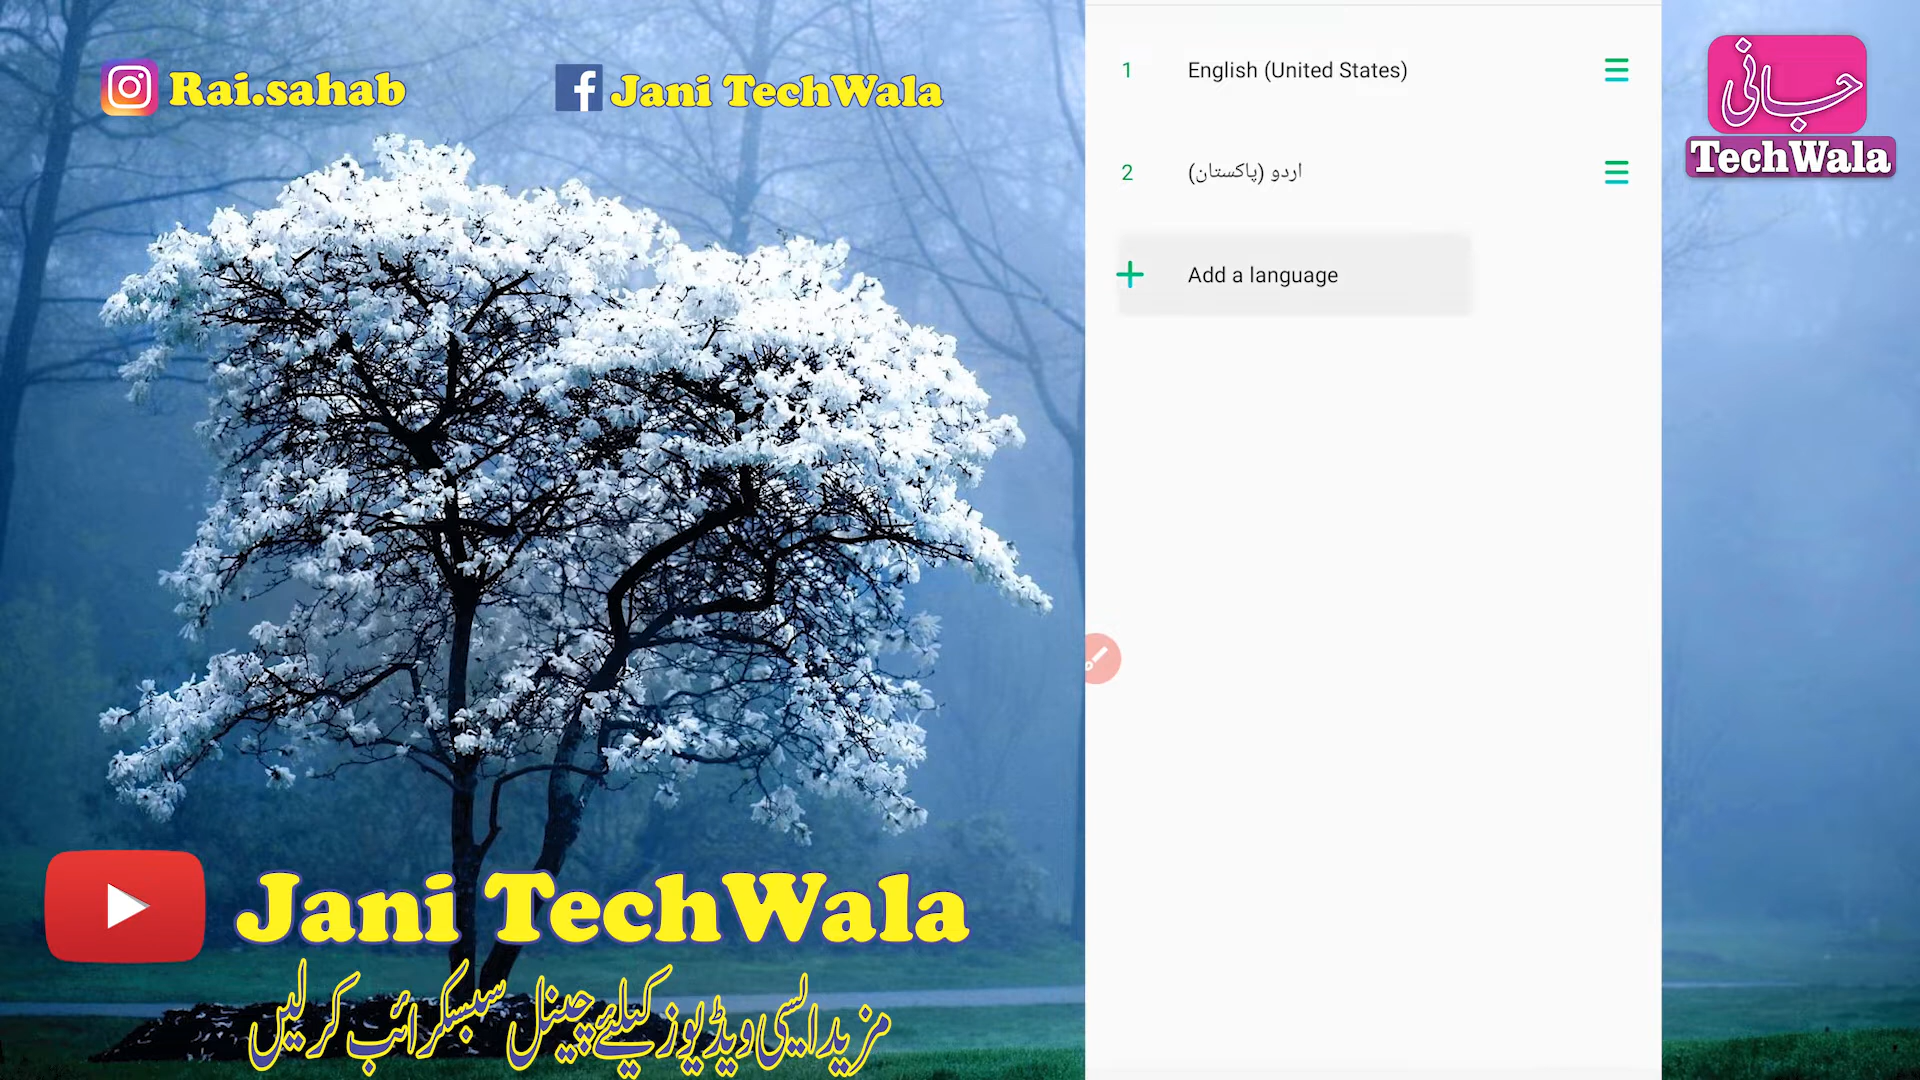 Rai.sahab
Jani TechWala
1 English (United States)
2 اردو (پاکستان)
Add a language
جانی
TechWala
Jani TechWala
مزید ایسی ویڈیوز کیلئے چینل سبسکرائب کر لیں